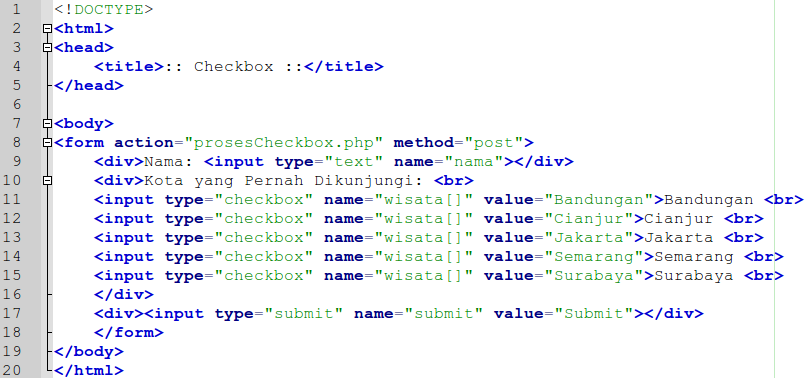 1 <!DOCTYPE>
2 <html>
3 <head>
4 <title>:: Checkbox ::</title>
5 </head>
6
7 <body>
8 <form action="prosesCheckbox.php" method="post">
9 <div>Nama: <input type="text" name="nama"></div>
10 <div>Kota yang Pernah Dikunjungi: <br>
11 <input type="checkbox" name="wisata[]" value="Bandungan">Bandungan <br>
12 <input type="checkbox" name="wisata[]" value="Cianjur">Cianjur <br>
13 <input type="checkbox" name="wisata[]" value="Jakarta">Jakarta <br>
14 <input type="checkbox" name="wisata[]" value="Semarang">Semarang <br>
15 <input type="checkbox" name="wisata[]" value="Surabaya">Surabaya <br>
16 </div>
17 <div><input type="submit" name="submit" value="Submit"></div>
18 </form>
19 </body>
20 </html>